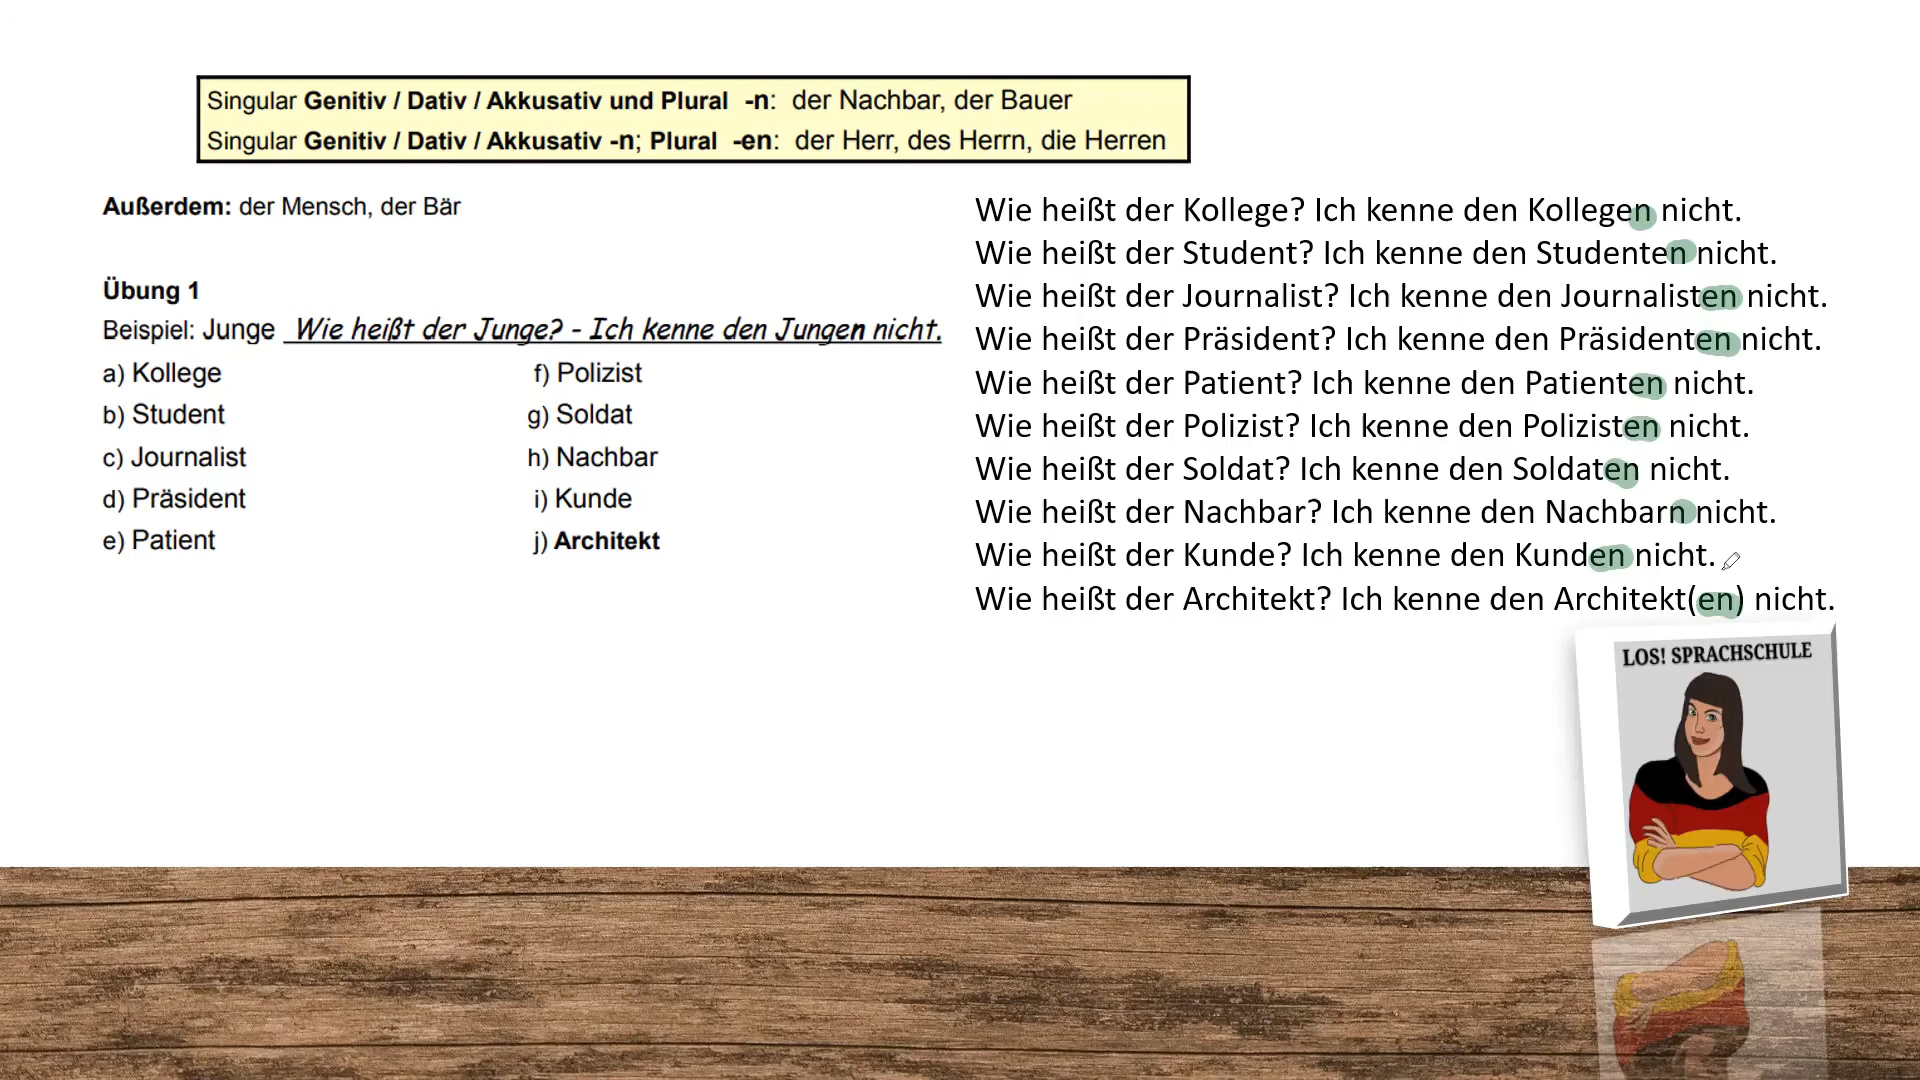 Singular Genitiv / Dativ / Akkusativ und Plural -n: der Nachbar, der Bauer
Singular Genitiv / Dativ / Akkusativ -n; Plural -en: der Herr, des Herrn, die Herren
Außerdem: der Mensch, der Bär
Übung 1
Beispiel: Junge Wie heißt der Junge? - Ich kenne den Jungen nicht.
a) Kollege
b) Student
c) Journalist
d) Präsident
e) Patient
f) Polizist
g) Soldat
h) Nachbar
i) Kunde
j) Architekt
Wie heißt der Kollege? Ich kenne den Kollegen nicht.
Wie heißt der Student? Ich kenne den Studenten nicht.
Wie heißt der Journalist? Ich kenne den Journalisten nicht.
Wie heißt der Präsident? Ich kenne den Präsidenten nicht.
Wie heißt der Patient? Ich kenne den Patienten nicht.
Wie heißt der Polizist? Ich kenne den Polizisten nicht.
Wie heißt der Soldat? Ich kenne den Soldaten nicht.
Wie heißt der Nachbar? Ich kenne den Nachbarn nicht.
Wie heißt der Kunde? Ich kenne den Kunden nicht.
Wie heißt der Architekt? Ich kenne den Architekt(en) nicht.
LOS! SPRACHSCHULE